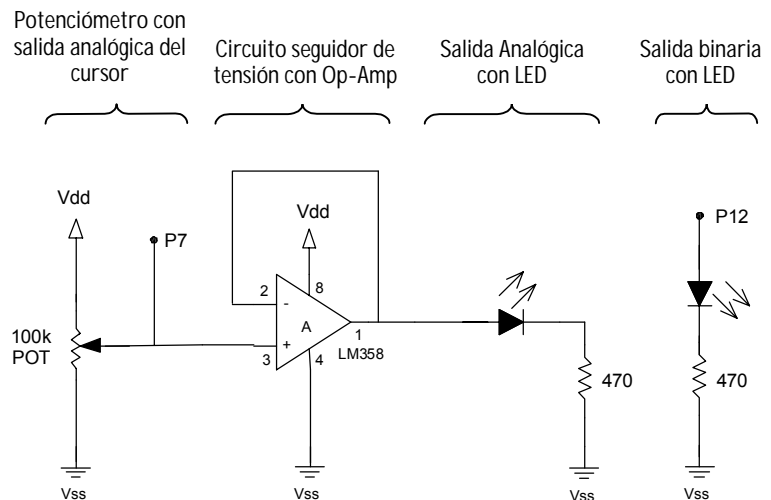 Potenciómetro con
salida analógica del
cursor
Circuito seguidor de
tensión con Op-Amp
Salida Analógica
con LED
Salida binaria
con LED
Vdd
P7
Vdd
P12
2
-
8
A
1
100k
POT
3
+
4
LM358
470
470
Vss
Vss
Vss
Vss